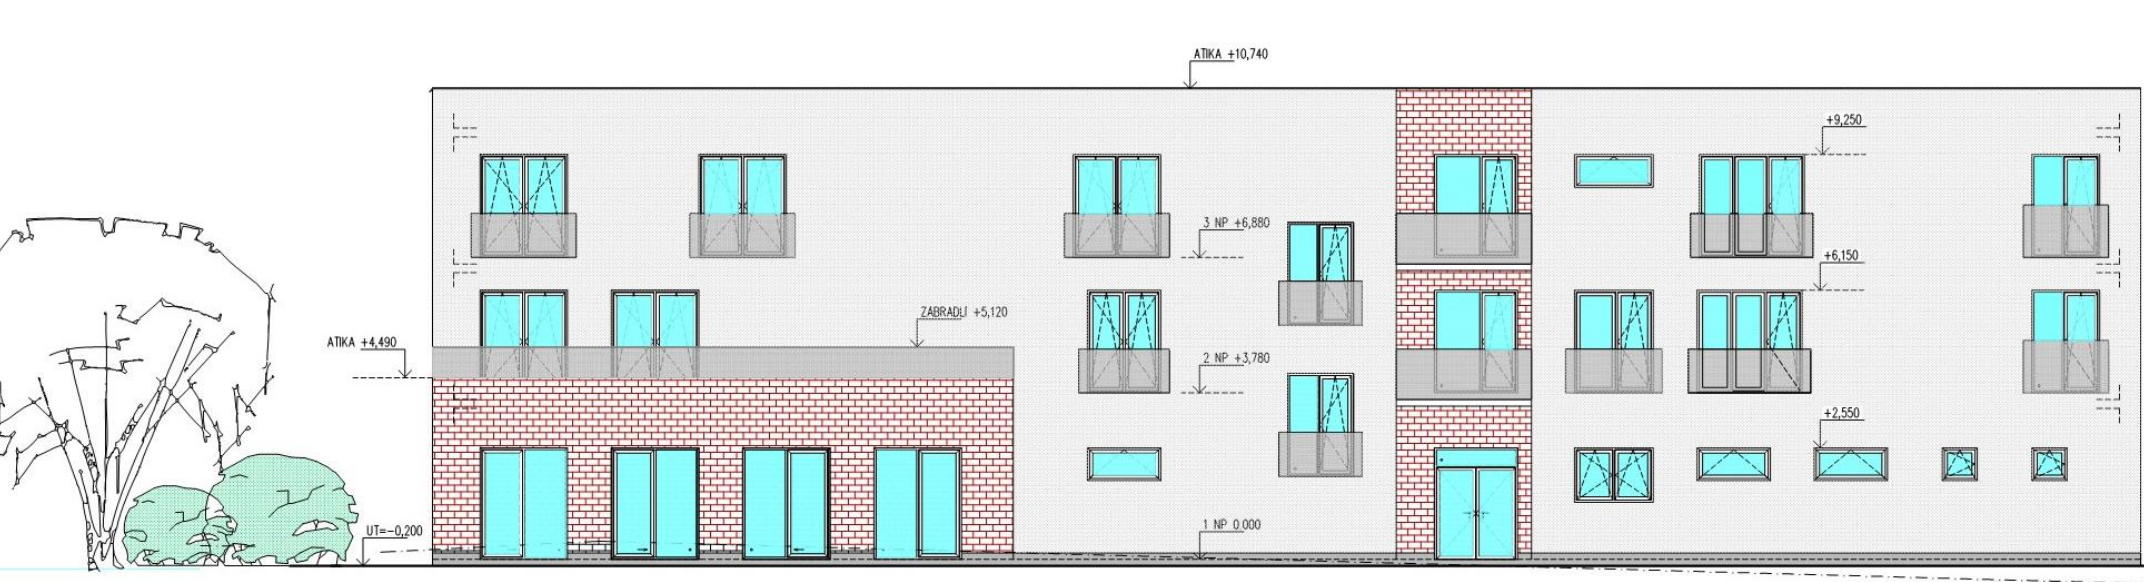 ATIKA +10,740
+9,250
3 NP +6,880
+6,150
ZÁBRADLÍ +5,120
ATIKA +4,490
2 NP +3,780
+2,550
1 NP 0.000
UT=-0,200